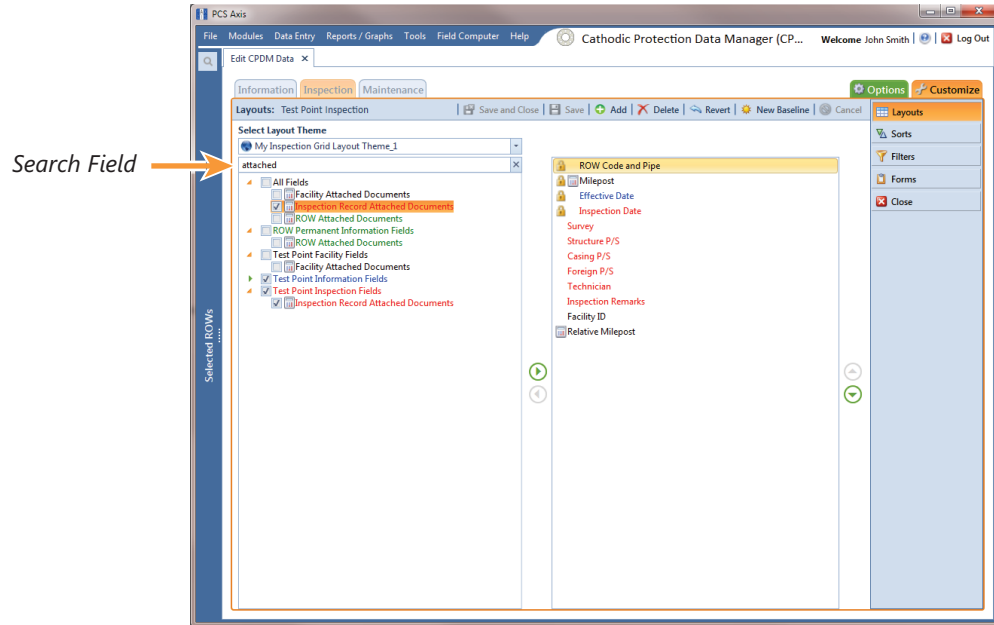 PCS Axis
File Modules Data Entry Reports / Graphs Tools Field Computer Help
Cathodic Protection Data Manager (CP... Welcome John Smith Log Out
Edit CPDM Data
Information Inspection Maintenance
Options Customize
Layouts: Test Point Inspection Save and Close Save Add Delete Revert New Baseline Cancel
Select Layout Theme
My Inspection Grid Layout Theme_1
Search Field
attached
All Fields
Facility Attached Documents
Inspection Record Attached Documents
ROW Attached Documents
ROW Permanent Information Fields
ROW Attached Documents
Test Point Facility Fields
Facility Attached Documents
Test Point Information Fields
Test Point Inspection Fields
Inspection Record Attached Documents
ROW Code and Pipe
Milepost
Effective Date
Inspection Date
Survey
Structure P/S
Casing P/S
Foreign P/S
Technician
Inspection Remarks
Facility ID
Relative Milepost
Layouts
Sorts
Filters
Forms
Close
Selected ROWs